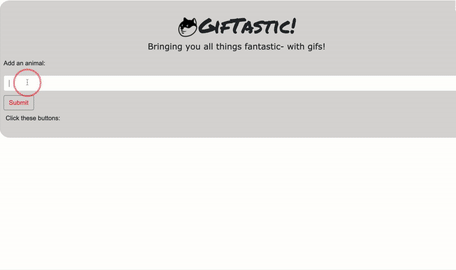 GifTastic!
Bringing you all things fantastic- with gifs!
Add an animal:
Submit
Click these buttons: